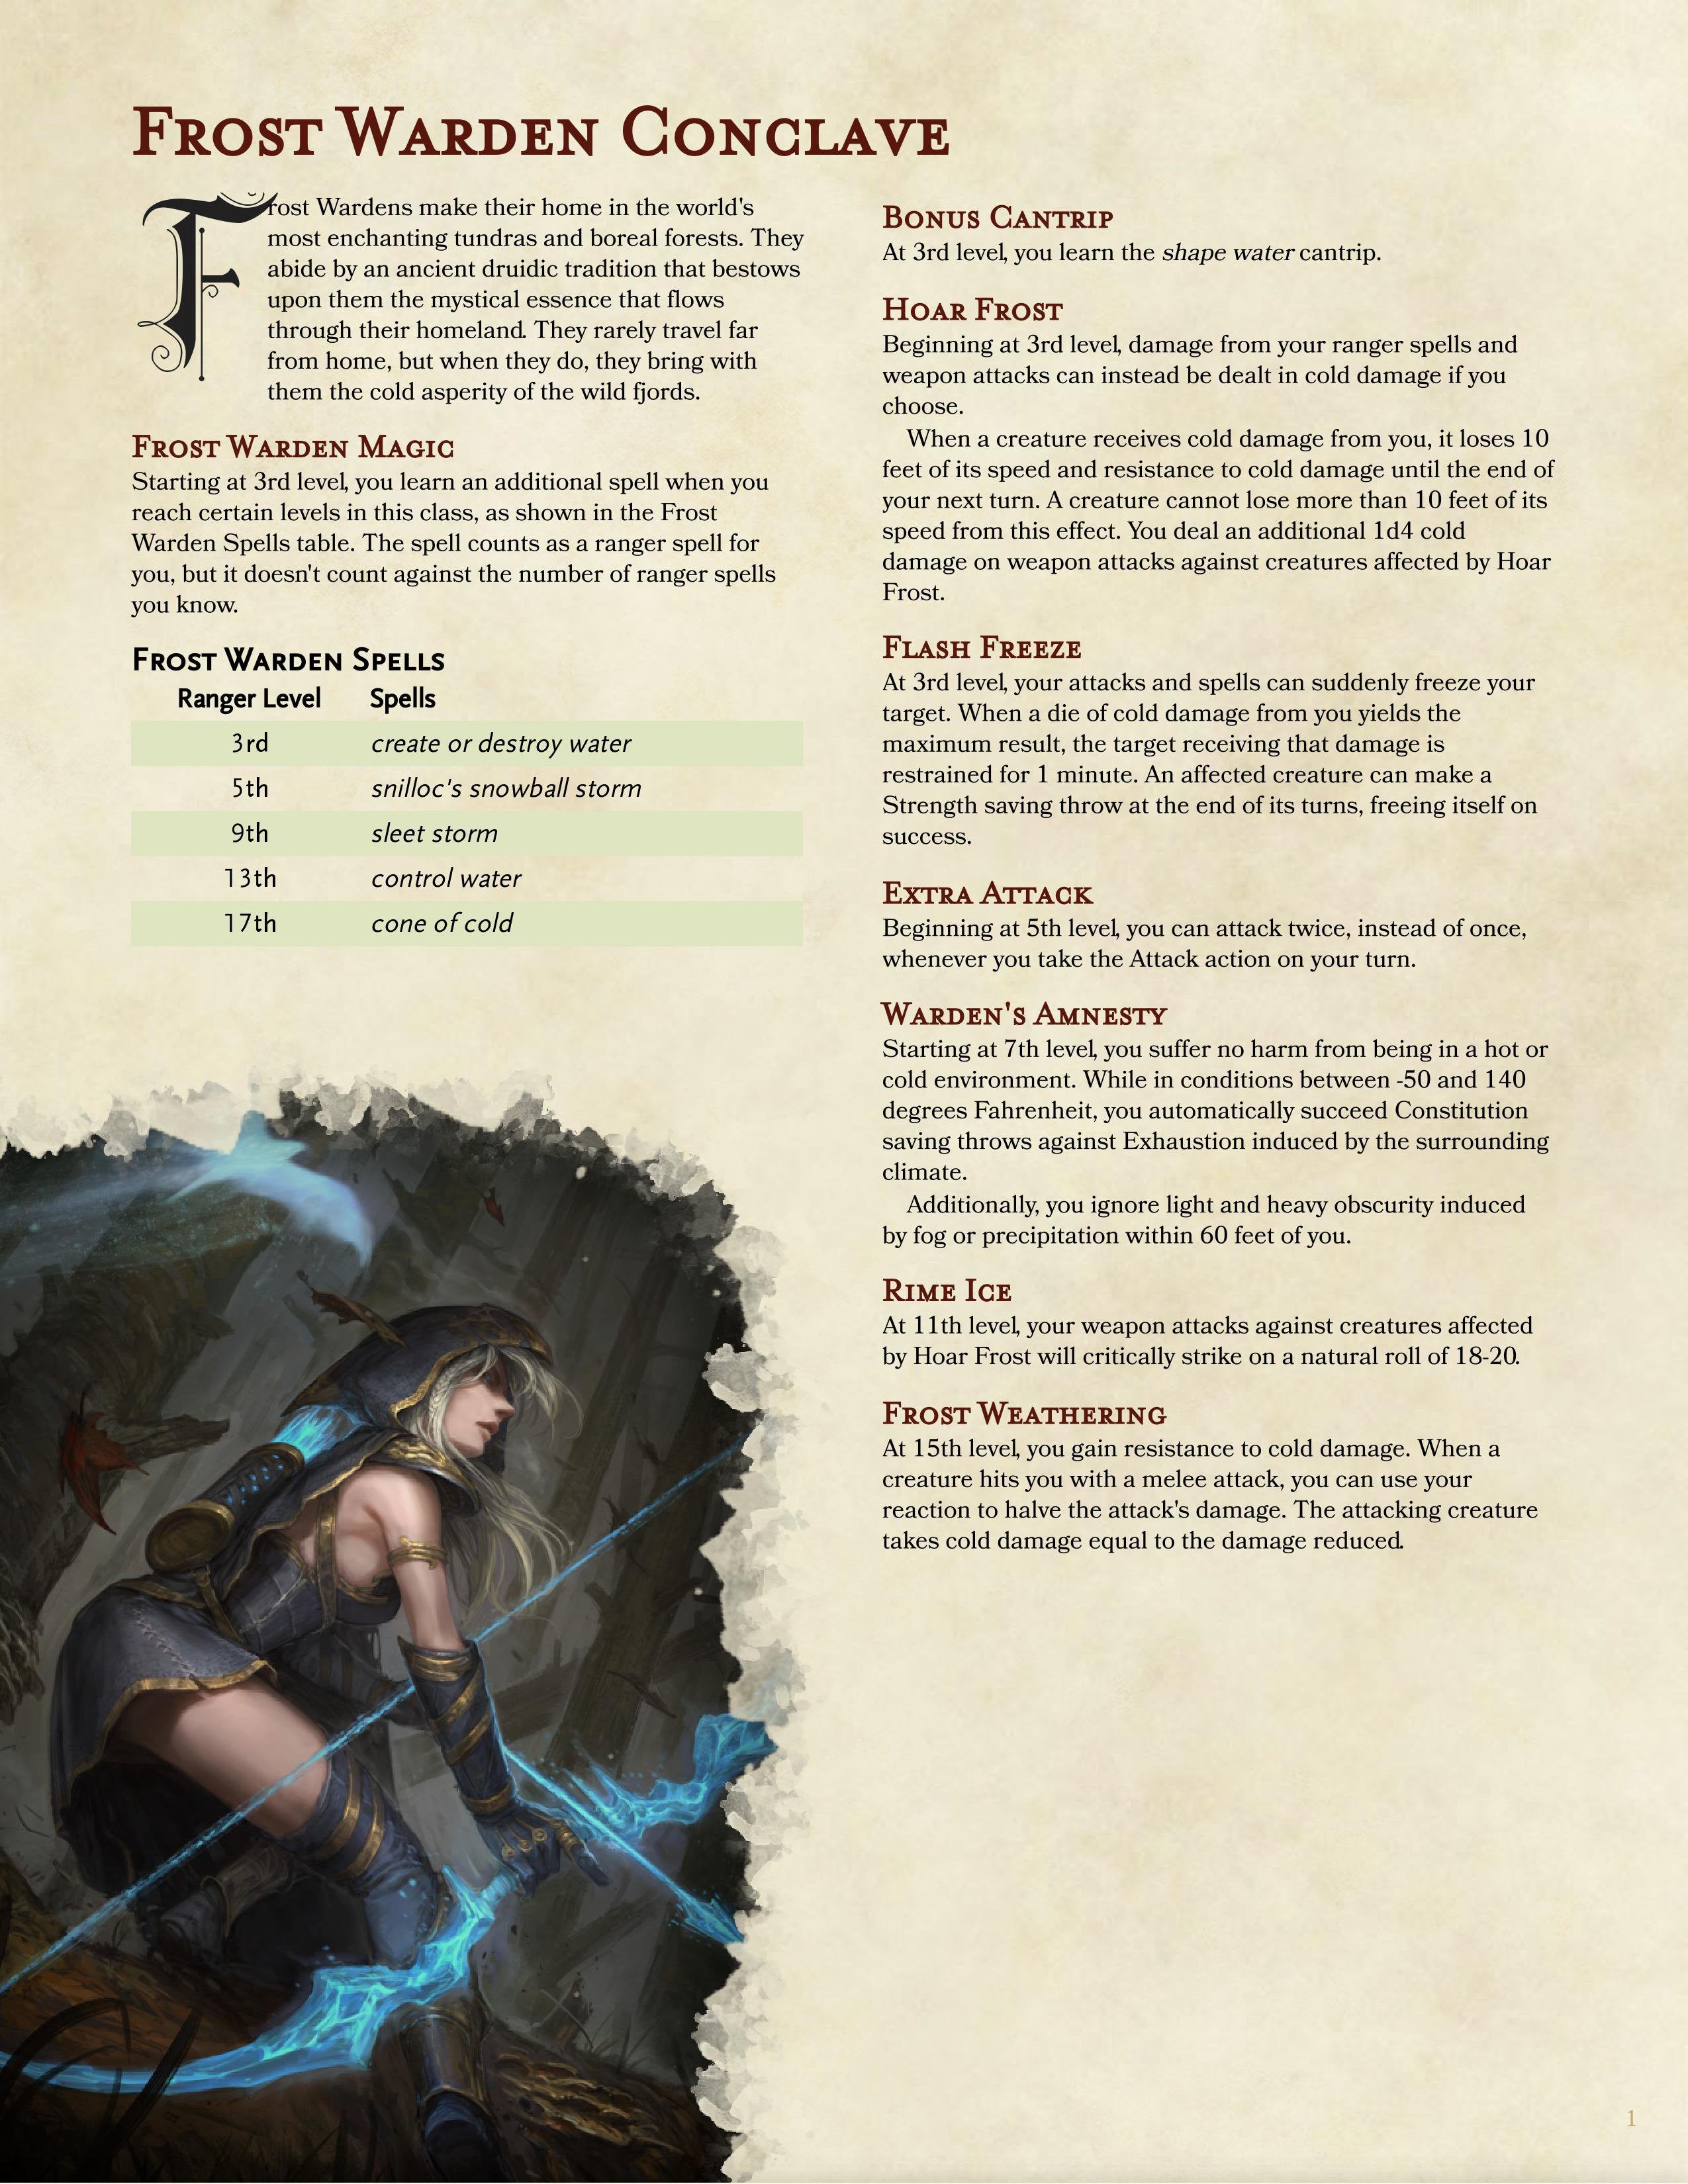 Frost Warden Conclave
Frost Wardens make their home in the world's
most enchanting tundras and boreal forests. They
abide by an ancient druidic tradition that bestows
upon them the mystical essence that flows
through their homeland. They rarely travel far
from home, but when they do, they bring with
them the cold asperity of the wild fjords.
Frost Warden Magic
Starting at 3rd level, you learn an additional spell when you
reach certain levels in this class, as shown in the Frost
Warden Spells table. The spell counts as a ranger spell for
you, but it doesn't count against the number of ranger spells
you know.
Frost Warden Spells
Ranger Level Spells
3rd create or destroy water
5th snilloc's snowball storm
9th sleet storm
13th control water
17th cone of cold
Bonus Cantrip
At 3rd level, you learn the shape water cantrip.
Hoar Frost
Beginning at 3rd level, damage from your ranger spells and
weapon attacks can instead be dealt in cold damage if you
choose.
When a creature receives cold damage from you, it loses 10
feet of its speed and resistance to cold damage until the end of
your next turn. A creature cannot lose more than 10 feet of its
speed from this effect. You deal an additional 1d4 cold
damage on weapon attacks against creatures affected by Hoar
Frost.
Flash Freeze
At 3rd level, your attacks and spells can suddenly freeze your
target. When a die of cold damage from you yields the
maximum result, the target receiving that damage is
restrained for 1 minute. An affected creature can make a
Strength saving throw at the end of its turns, freeing itself on
success.
Extra Attack
Beginning at 5th level, you can attack twice, instead of once,
whenever you take the Attack action on your turn.
Warden's Amnesty
Starting at 7th level, you suffer no harm from being in a hot or
cold environment. While in conditions between -50 and 140
degrees Fahrenheit, you automatically succeed Constitution
saving throws against Exhaustion induced by the surrounding
climate.
Additionally, you ignore light and heavy obscurity induced
by fog or precipitation within 60 feet of you.
Rime Ice
At 11th level, your weapon attacks against creatures affected
by Hoar Frost will critically strike on a natural roll of 18-20.
Frost Weathering
At 15th level, you gain resistance to cold damage. When a
creature hits you with a melee attack, you can use your
reaction to halve the attack's damage. The attacking creature
takes cold damage equal to the damage reduced.
1